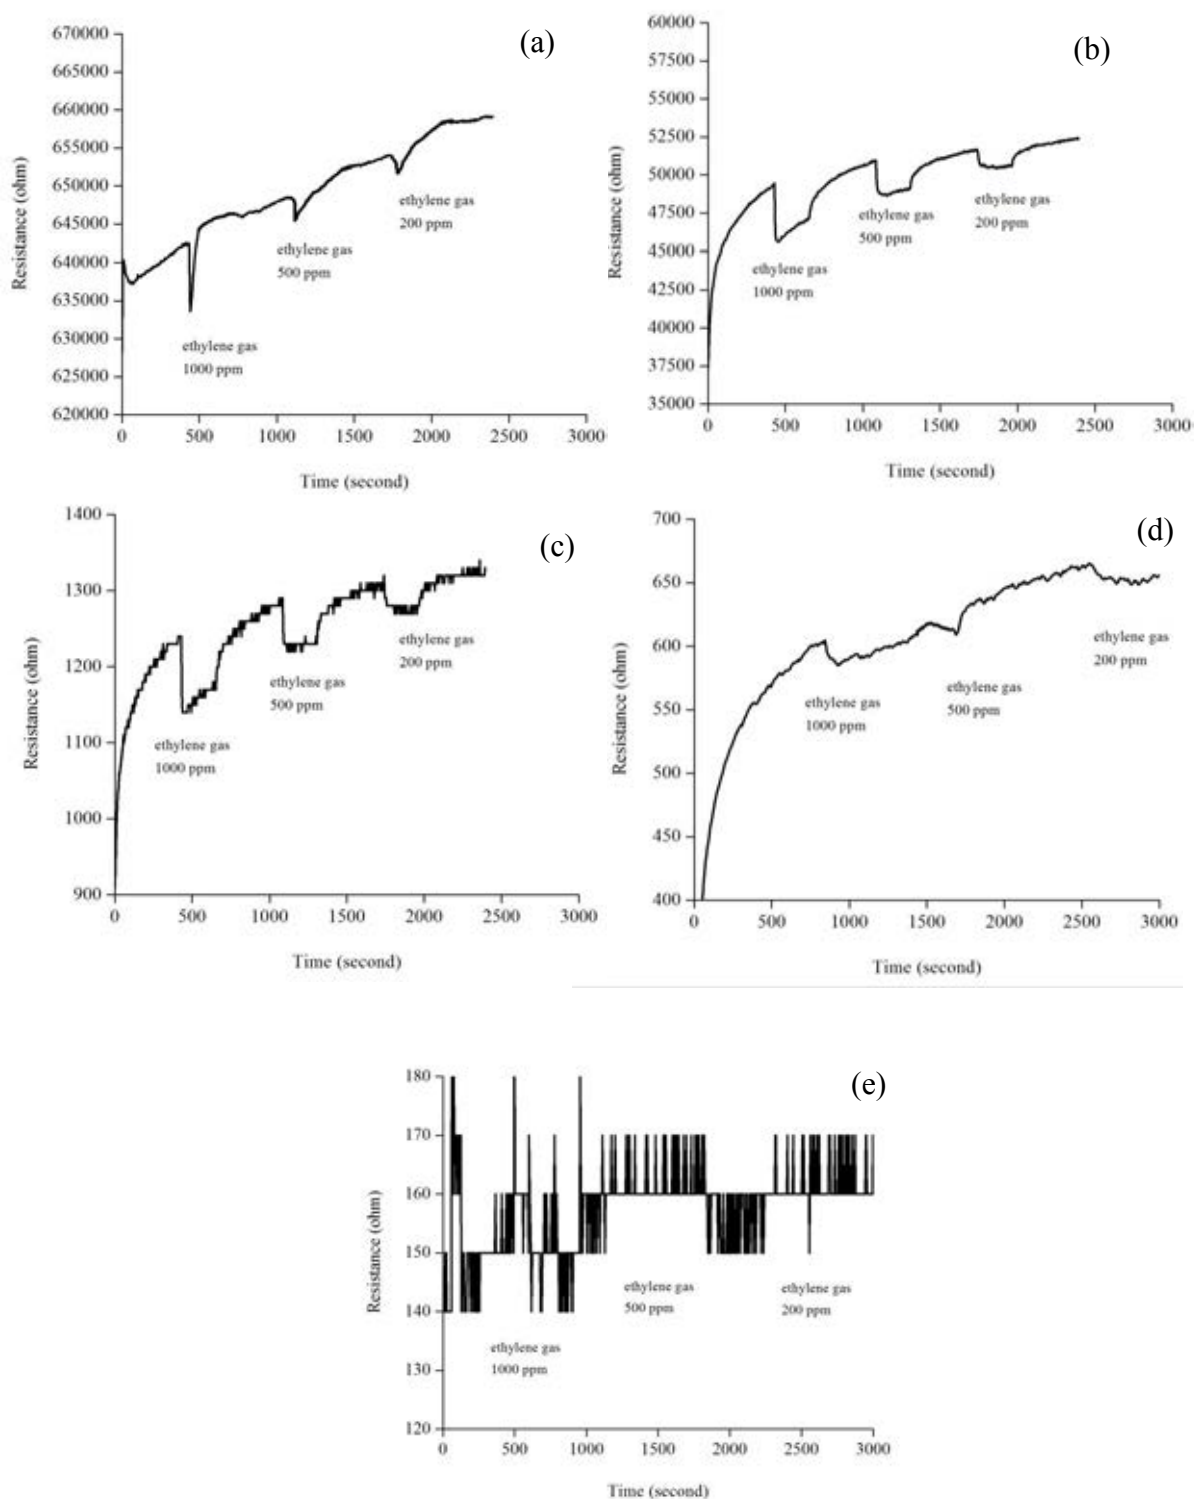 (a)
670000
665000
660000
655000
650000
645000
640000
635000
630000
625000
620000
Resistance (ohm)
ethylene gas
1000 ppm
ethylene gas
500 ppm
ethylene gas
200 ppm
0 500 1000 1500 2000 2500 3000
Time (second)
(b)
60000
57500
55000
52500
50000
47500
45000
42500
40000
37500
35000
Resistance (ohm)
ethylene gas
1000 ppm
ethylene gas
500 ppm
ethylene gas
200 ppm
0 500 1000 1500 2000 2500 3000
Time (second)
(c)
1400
1300
1200
1100
1000
900
Resistance (ohm)
ethylene gas
1000 ppm
ethylene gas
500 ppm
ethylene gas
200 ppm
0 500 1000 1500 2000 2500 3000
Time (second)
(d)
700
650
600
550
500
450
400
Resistance (ohm)
ethylene gas
1000 ppm
ethylene gas
500 ppm
ethylene gas
200 ppm
0 500 1000 1500 2000 2500 3000
Time (second)
(e)
180
170
160
150
140
130
120
Resistance (ohm)
ethylene gas
1000 ppm
ethylene gas
500 ppm
ethylene gas
200 ppm
0 500 1000 1500 2000 2500 3000
Time (second)